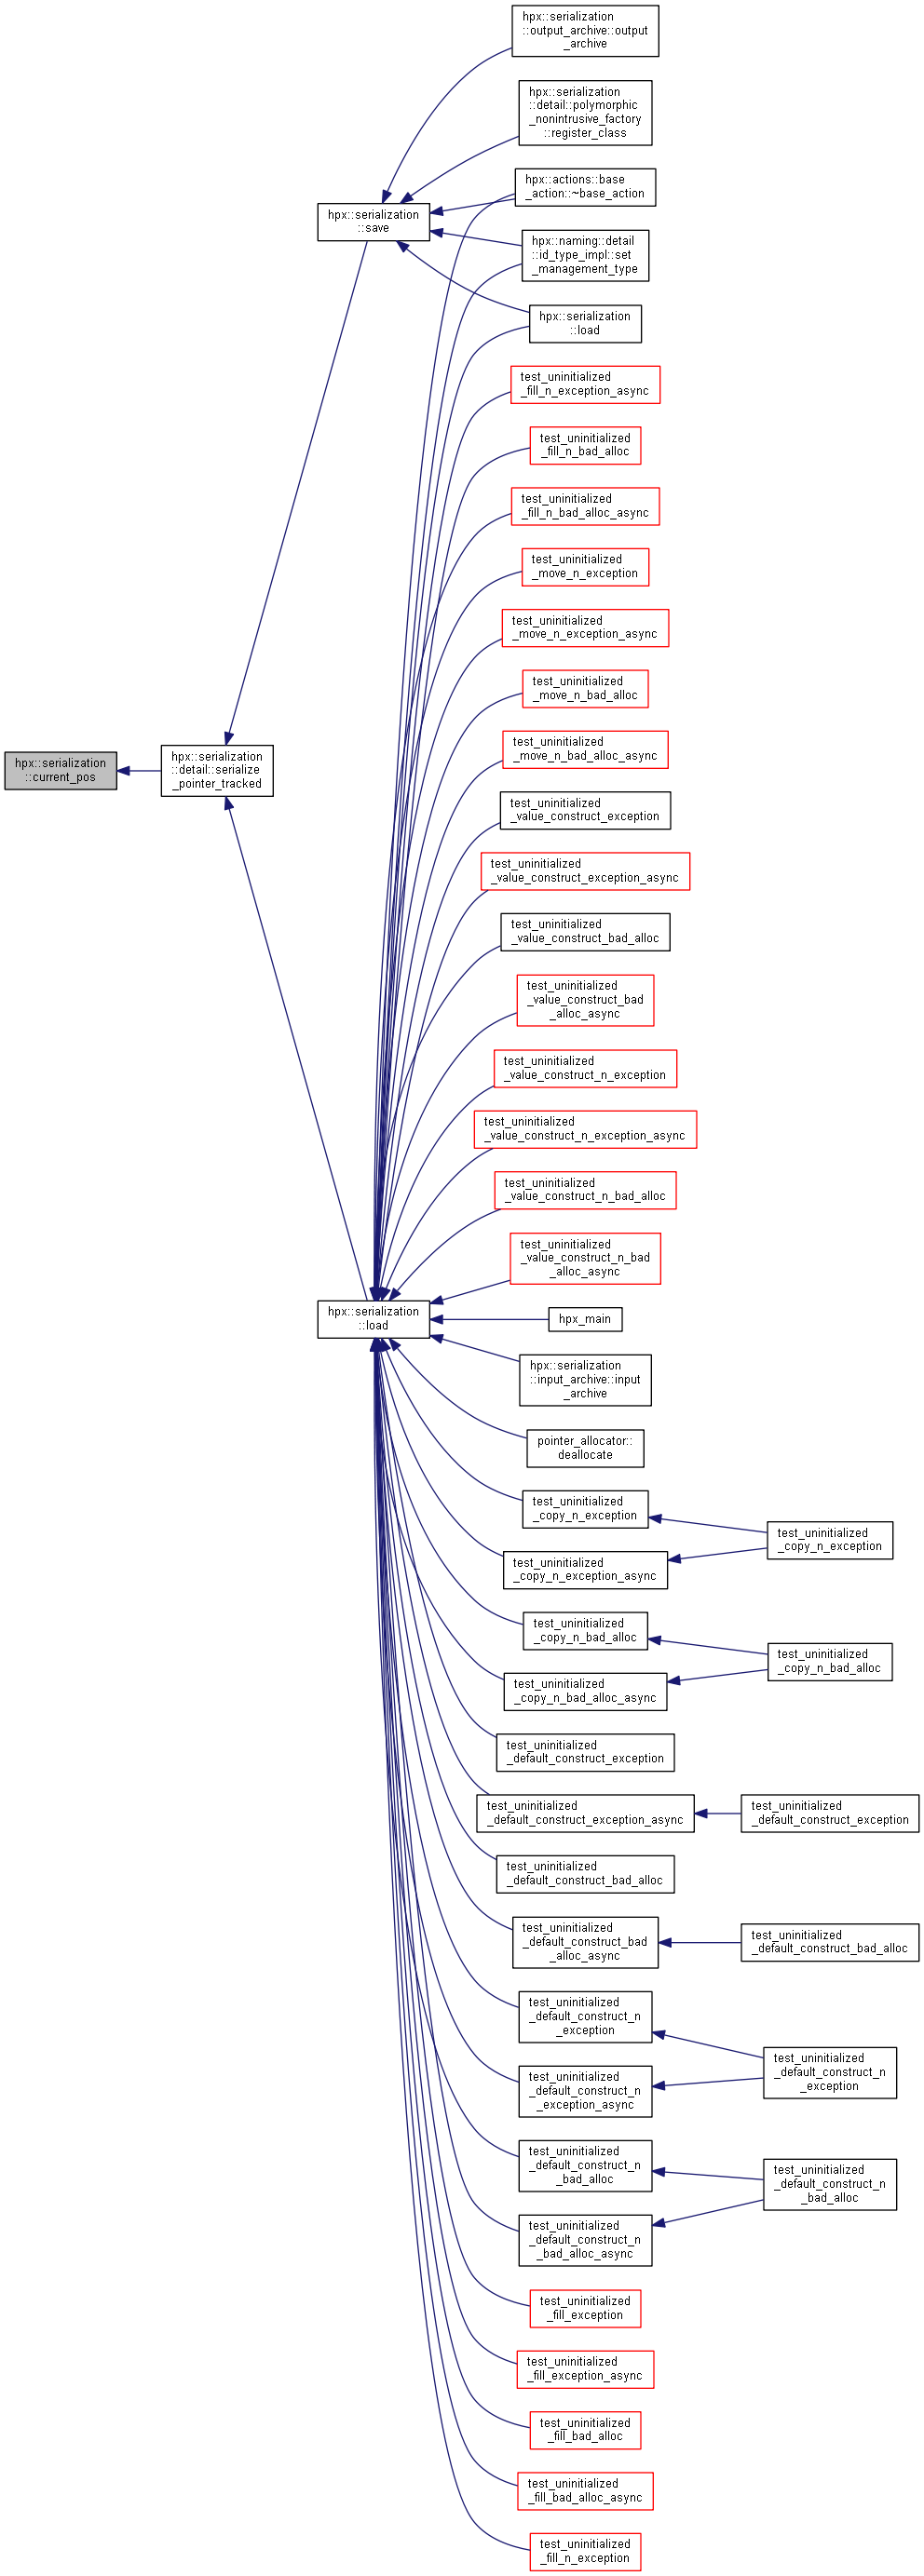 hpx::serialization
::output_archive::output
_archive
hpx::serialization
::detail::polymorphic
_nonintrusive_factory
::register_class
hpx::actions::base
_action::~base_action
hpx::serialization
::save
hpx::naming::detail
::id_type_impl::set
_management_type
hpx::serialization
::load
test_uninitialized
_fill_n_exception_async
test_uninitialized
_fill_n_bad_alloc
test_uninitialized
_fill_n_bad_alloc_async
test_uninitialized
_move_n_exception
test_uninitialized
_move_n_exception_async
test_uninitialized
_move_n_bad_alloc
test_uninitialized
_move_n_bad_alloc_async
hpx::serialization
::current_pos
hpx::serialization
::detail::serialize
_pointer_tracked
test_uninitialized
_value_construct_exception
test_uninitialized
_value_construct_exception_async
test_uninitialized
_value_construct_bad_alloc
test_uninitialized
_value_construct_bad
_alloc_async
test_uninitialized
_value_construct_n_exception
test_uninitialized
_value_construct_n_exception_async
test_uninitialized
_value_construct_n_bad_alloc
test_uninitialized
_value_construct_n_bad
_alloc_async
hpx::serialization
::load
hpx_main
hpx::serialization
::input_archive::input
_archive
pointer_allocator::
deallocate
test_uninitialized
_copy_n_exception
test_uninitialized
_copy_n_exception
test_uninitialized
_copy_n_exception_async
test_uninitialized
_copy_n_bad_alloc
test_uninitialized
_copy_n_bad_alloc
test_uninitialized
_copy_n_bad_alloc_async
test_uninitialized
_default_construct_exception
test_uninitialized
_default_construct_exception_async
test_uninitialized
_default_construct_exception
test_uninitialized
_default_construct_bad_alloc
test_uninitialized
_default_construct_bad
_alloc_async
test_uninitialized
_default_construct_bad_alloc
test_uninitialized
_default_construct_n
_exception
test_uninitialized
_default_construct_n
_exception
test_uninitialized
_default_construct_n
_exception_async
test_uninitialized
_default_construct_n
_bad_alloc
test_uninitialized
_default_construct_n
_bad_alloc
test_uninitialized
_default_construct_n
_bad_alloc_async
test_uninitialized
_fill_exception
test_uninitialized
_fill_exception_async
test_uninitialized
_fill_bad_alloc
test_uninitialized
_fill_bad_alloc_async
test_uninitialized
_fill_n_exception